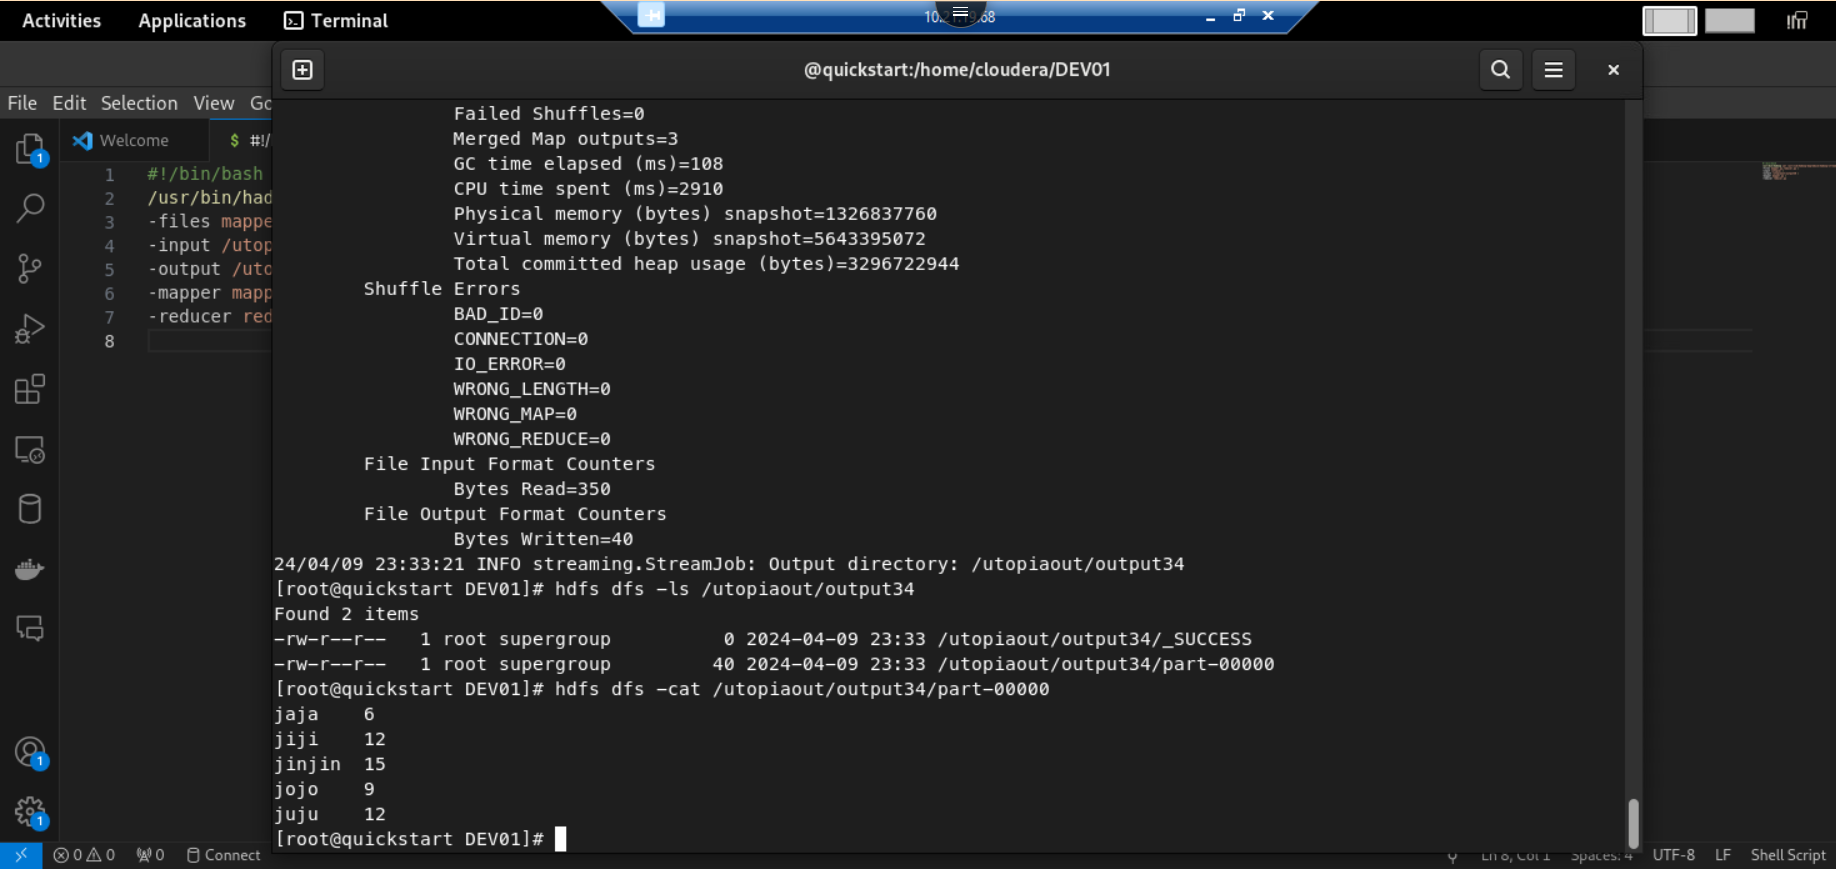 Activities Applications Terminal
@quickstart:/home/cloudera/DEV01
File Edit Selection View
Welcome $ #!/
1 #!/bin/bash
2 /usr/bin/had
3 -files mappe
4 -input /utop
5 -output /uto
6 -mapper mapp
7 -reducer red
8
Failed Shuffles=0
Merged Map outputs=3
GC time elapsed (ms)=108
CPU time spent (ms)=2910
Physical memory (bytes) snapshot=1326837760
Virtual memory (bytes) snapshot=5643395072
Total committed heap usage (bytes)=3296722944
Shuffle Errors
BAD_ID=0
CONNECTION=0
IO_ERROR=0
WRONG_LENGTH=0
WRONG_MAP=0
WRONG_REDUCE=0
File Input Format Counters
Bytes Read=350
File Output Format Counters
Bytes Written=40
24/04/09 23:33:21 INFO streaming.StreamJob: Output directory: /utopiaout/output34
[root@quickstart DEV01]# hdfs dfs -ls /utopiaout/output34
Found 2 items
-rw-r--r-- 1 root supergroup 0 2024-04-09 23:33 /utopiaout/output34/_SUCCESS
-rw-r--r-- 1 root supergroup 40 2024-04-09 23:33 /utopiaout/output34/part-00000
[root@quickstart DEV01]# hdfs dfs -cat /utopiaout/output34/part-00000
jaja 6
jiji 12
jinjin 15
jojo 9
juju 12
[root@quickstart DEV01]#
1
1
1
0 0 0 Connect Ln 8, Col 1 Spaces: 4 UTF-8 LF Shell Script